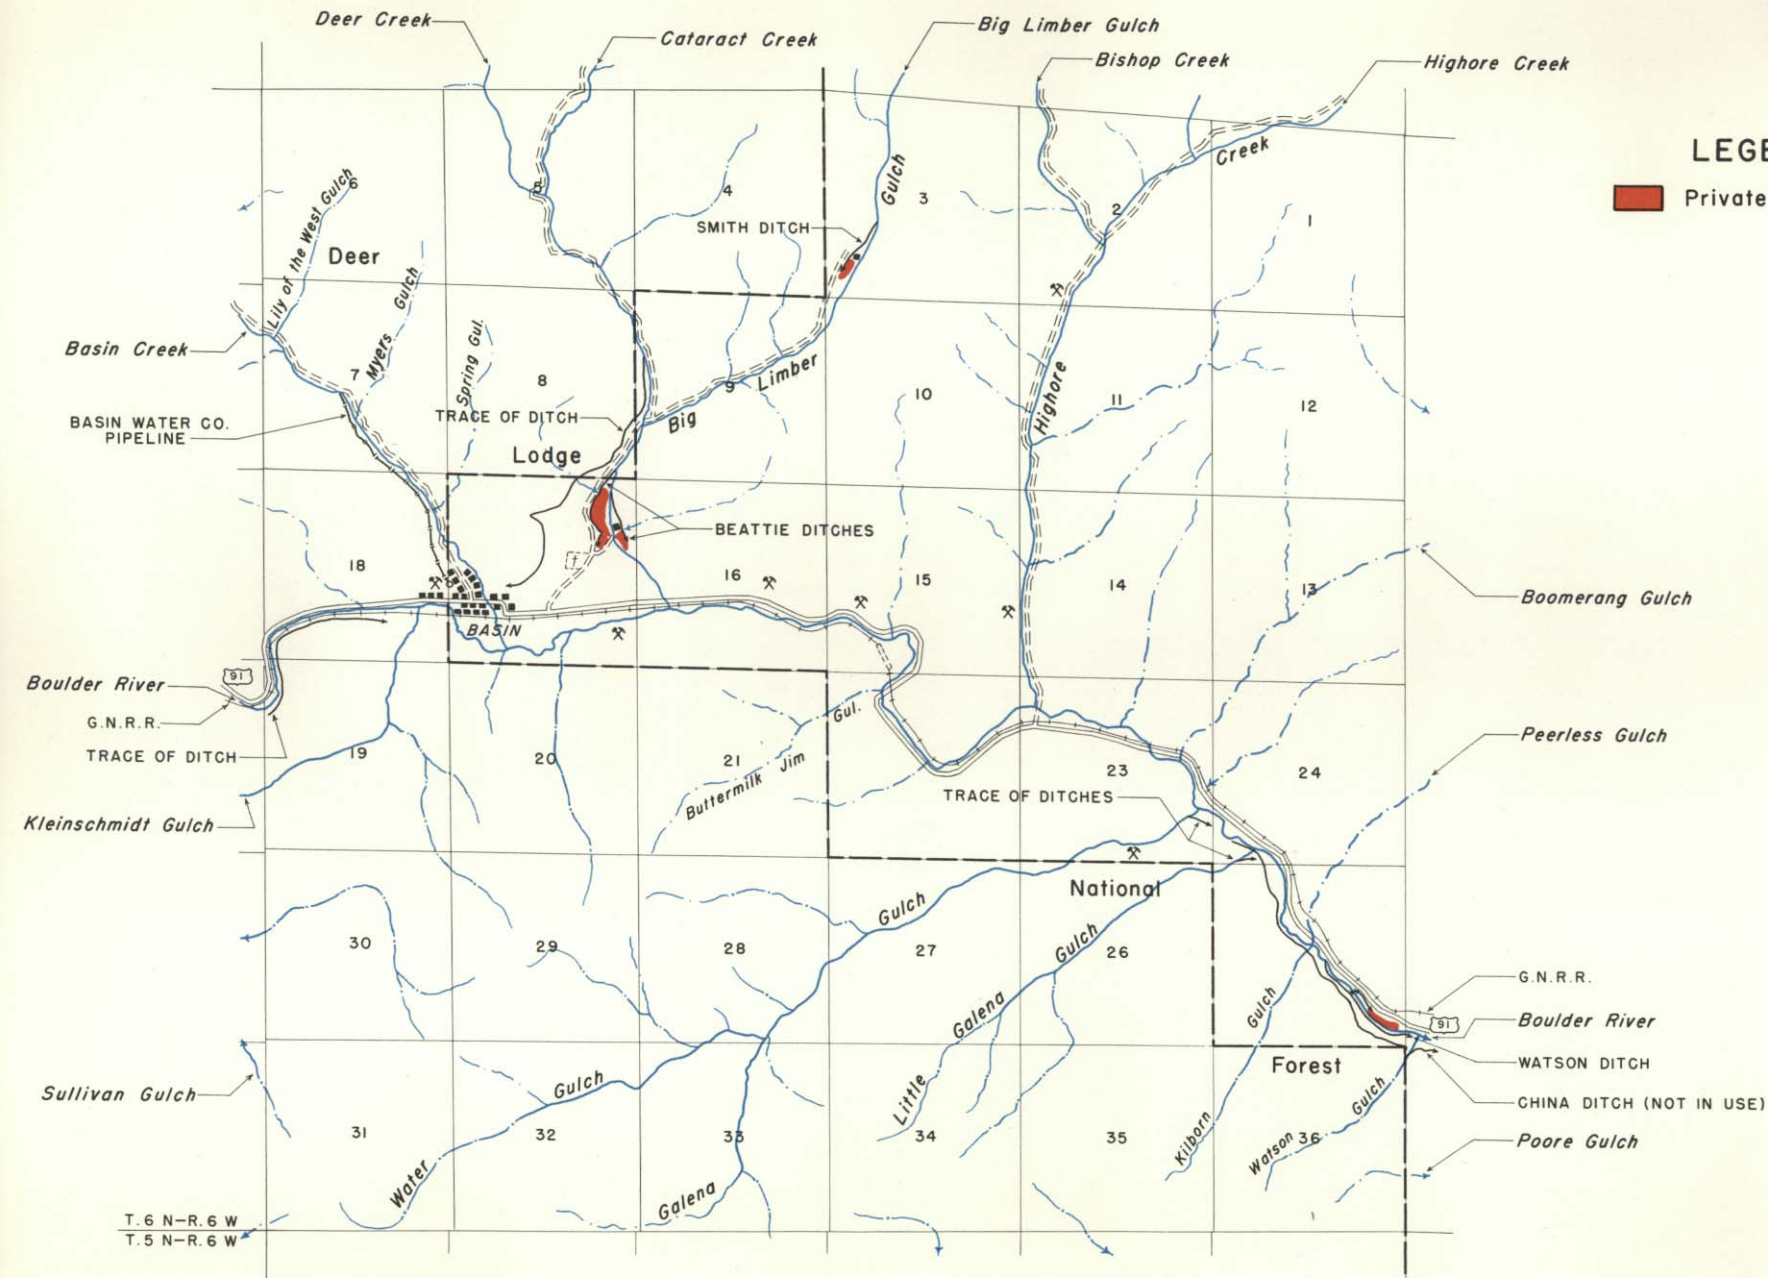 Deer Creek
Cataract Creek
Big Limber Gulch
Bishop Creek
Highore Creek
LEGE
Private
6
5
4
3
2
1
Creek
Gulch
Lily of the West Gulch
Deer
SMITH DITCH
Myers Gulch
Basin Creek
7
Spring Gul.
8
9
Limber
Big
10
Highore
11
12
BASIN WATER CO.
PIPELINE
TRACE OF DITCH
Lodge
BEATTIE DITCHES
18
16
15
14
13
Boomerang Gulch
BASIN
91
Boulder River
G.N.R.R.
TRACE OF DITCH
19
20
21
Buttermilk Jim Gul.
23
24
Peerless Gulch
TRACE OF DITCHES
Kleinschmidt Gulch
National
Gulch
30
29
28
27
Gulch
26
Galena
Little
Gulch
Kilborn
G.N.R.R.
91
Boulder River
WATSON DITCH
CHINA DITCH (NOT IN USE)
Forest
Sullivan Gulch
Gulch
Water
31
32
33
34
35
36
Watson Gulch
Poore Gulch
Galena
T. 6 N-R. 6 W
T. 5 N-R. 6 W